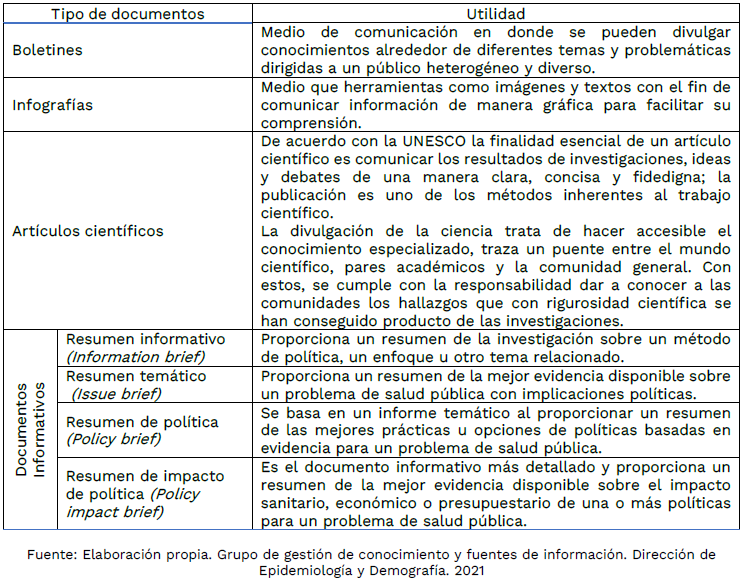 Tipo de documentos
Utilidad
Boletines
Medio de comunicación en donde se pueden divulgar
conocimientos alrededor de diferentes temas y problemáticas
dirigidas a un público heterogéneo y diverso.
Infografías
Medio que herramientas como imágenes y textos con el fin de
comunicar información de manera gráfica para facilitar su
comprensión.
Artículos científicos
De acuerdo con la UNESCO la finalidad esencial de un artículo
científico es comunicar los resultados de investigaciones, ideas
y debates de una manera clara, concisa y fidedigna; la
publicación es uno de los métodos inherentes al trabajo
científico.
La divulgación de la ciencia trata de hacer accesible el
conocimiento especializado, traza un puente entre el mundo
científico, pares académicos y la comunidad general. Con
estos, se cumple con la responsabilidad dar a conocer a las
comunidades los hallazgos que con rigurosidad científica se
han conseguido producto de las investigaciones.
Documentos
Informativos
Resumen informativo
(Information brief)
Proporciona un resumen de la investigación sobre un método
de política, un enfoque u otro tema relacionado.
Resumen temático
(Issue brief)
Proporciona un resumen de la mejor evidencia disponible sobre
un problema de salud pública con implicaciones políticas.
Resumen de política
(Policy brief)
Se basa en un informe temático al proporcionar un resumen
de las mejores prácticas u opciones de políticas basadas en
evidencia para un problema de salud pública.
Resumen de impacto
de política (Policy
impact brief)
Es el documento informativo más detallado y proporciona un
resumen de la mejor evidencia disponible sobre el impacto
sanitario, económico o presupuestario de una o más políticas
para un problema de salud pública.
Fuente: Elaboración propia. Grupo de gestión de conocimiento y fuentes de información. Dirección de
Epidemiología y Demografía. 2021